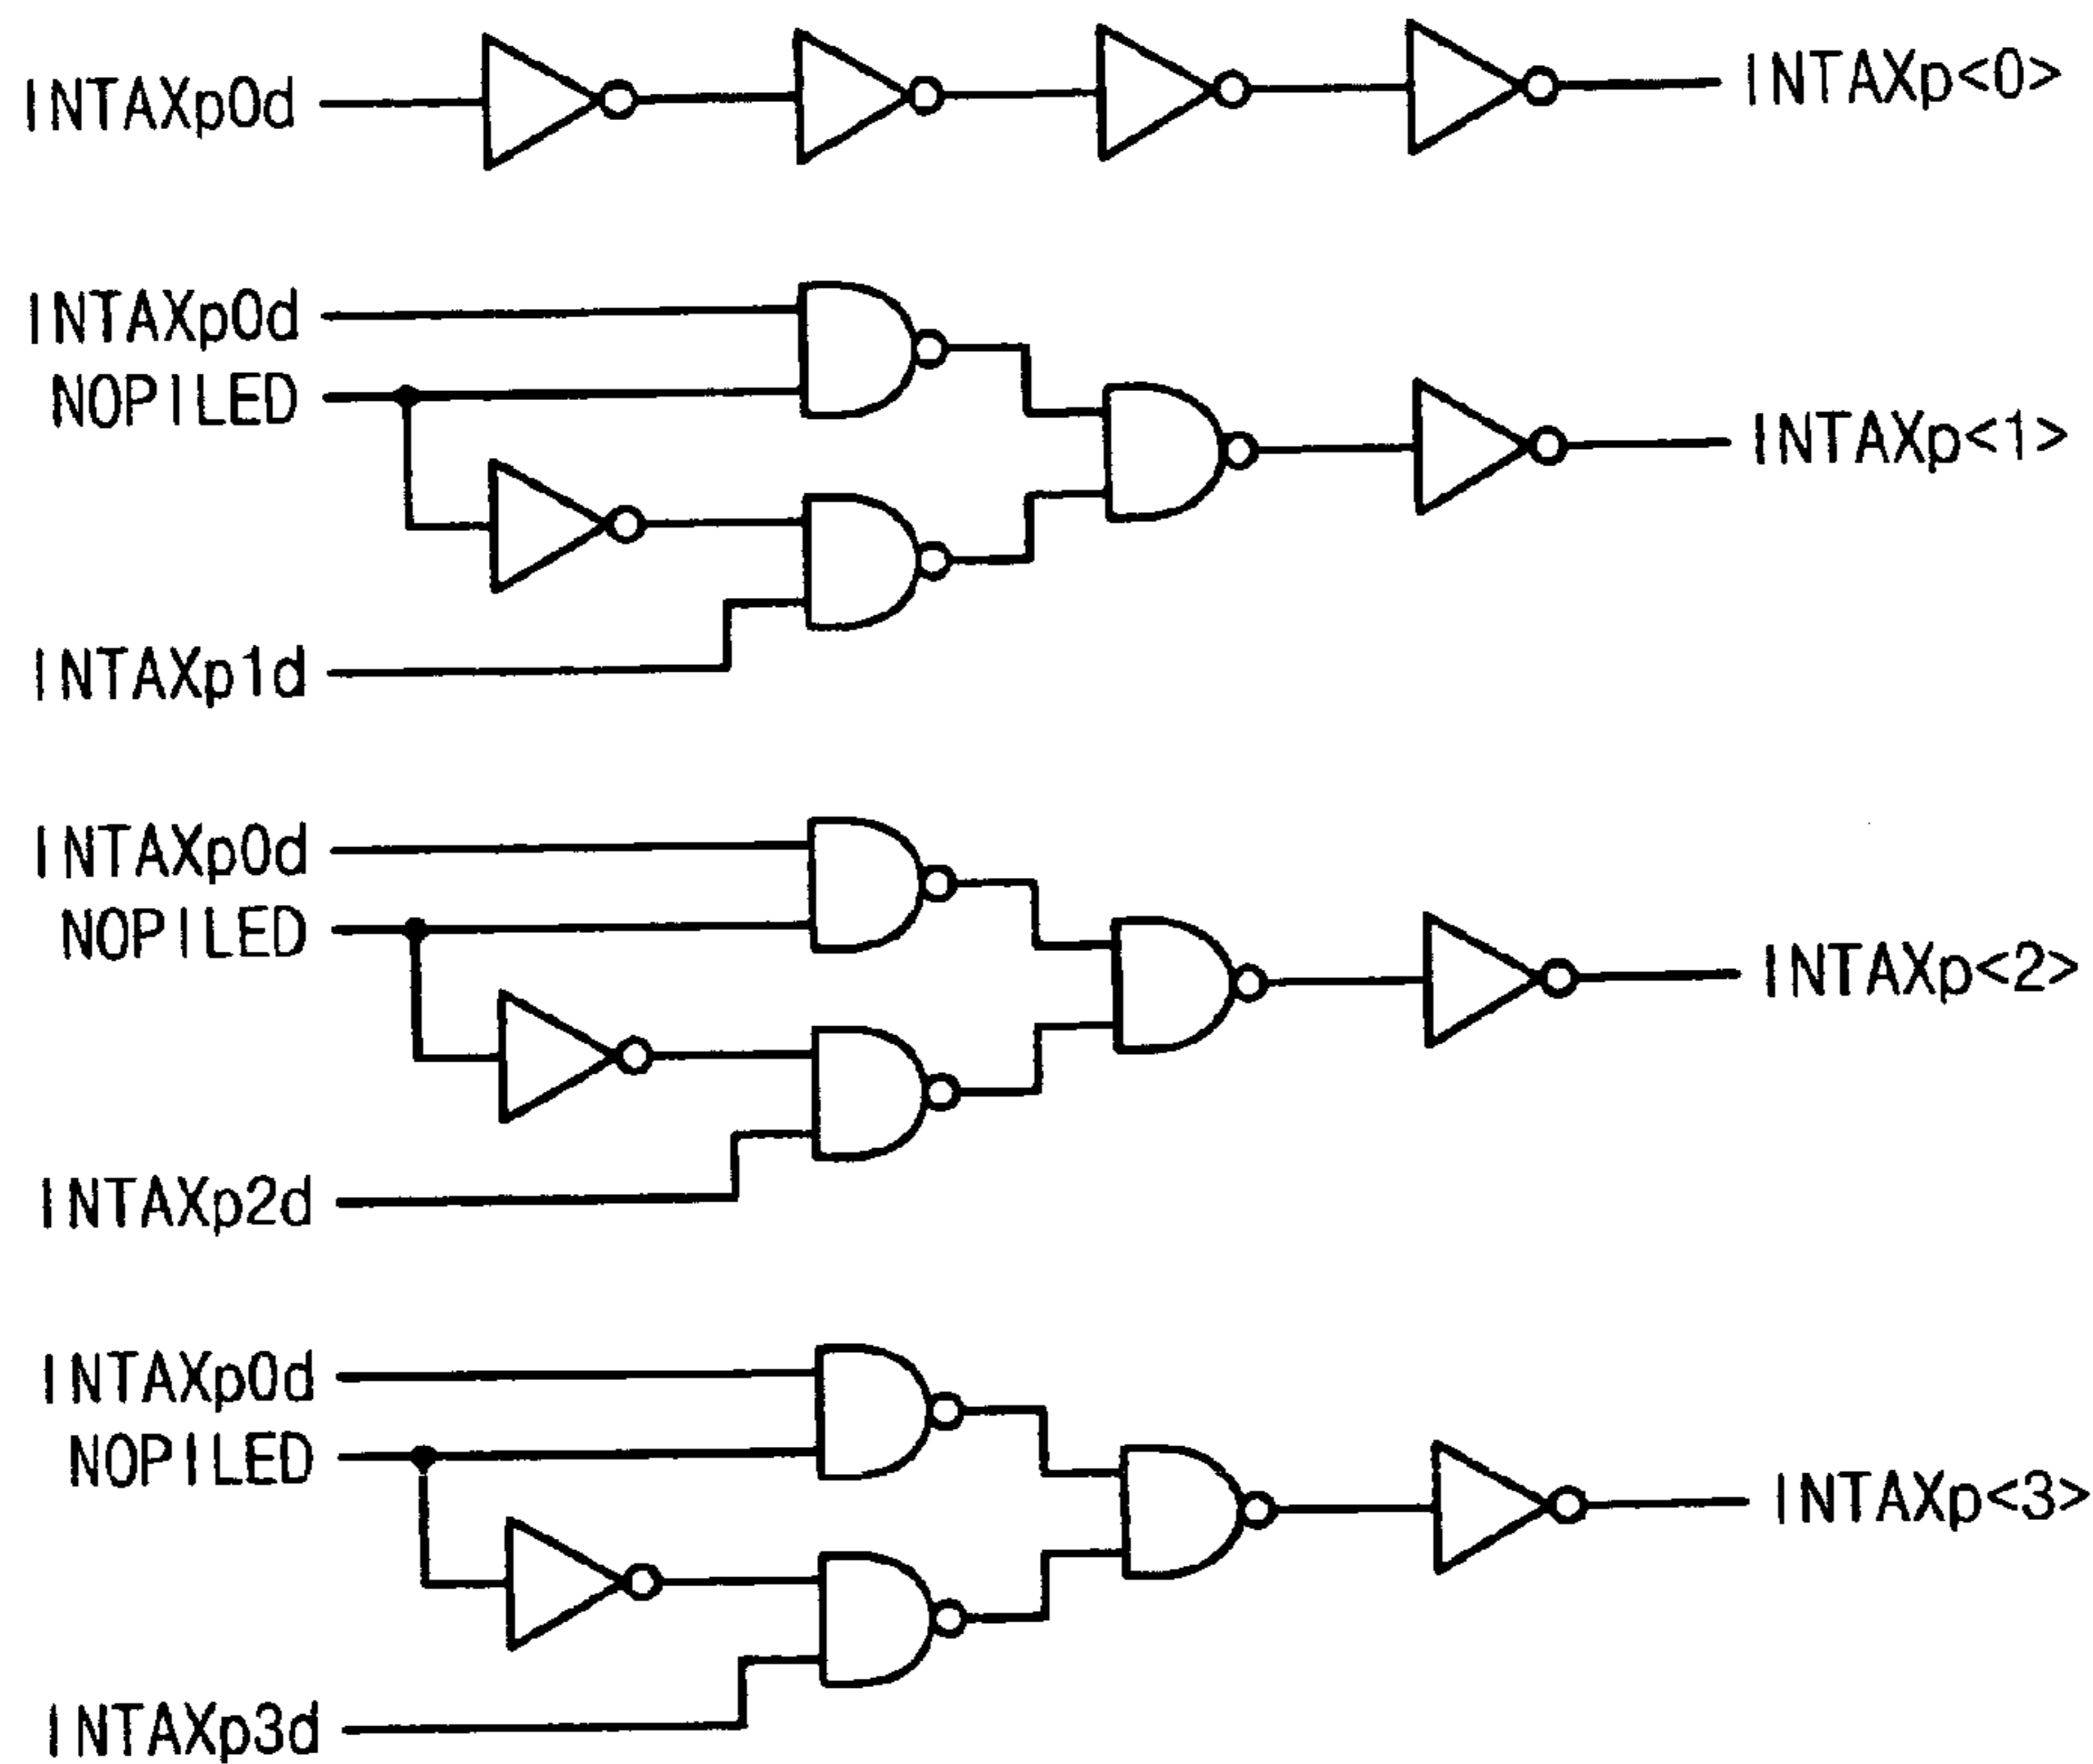 INTAXp0d
INTAXp<0>
INTAXp0d
NOPILED
INTAXp<1>
INTAXp1d
INTAXp0d
NOPILED
INTAXp<2>
INTAXp2d
INTAXp0d
NOPILED
INTAXp<3>
INTAXp3d